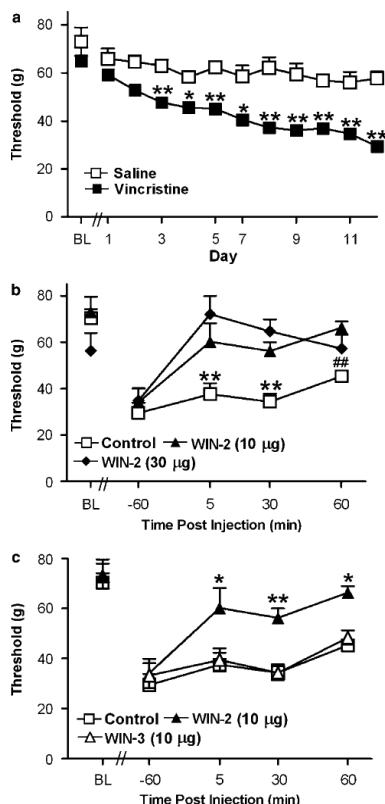 a
Threshold (g)
80
60
40
20
0
** * ** * ** ** ** ** **
Saline
Vincristine
BL 1 3 5 7 9 11
Day
b
Threshold (g)
80
60
40
20
0
** ** ##
Control WIN-2 (10 µg)
WIN-2 (30 µg)
BL -60 5 30 60
Time Post Injection (min)
c
Threshold (g)
80
60
40
20
0
* ** *
Control WIN-2 (10 µg)
WIN-3 (10 µg)
BL -60 5 30 60
Time Post Injection (min)